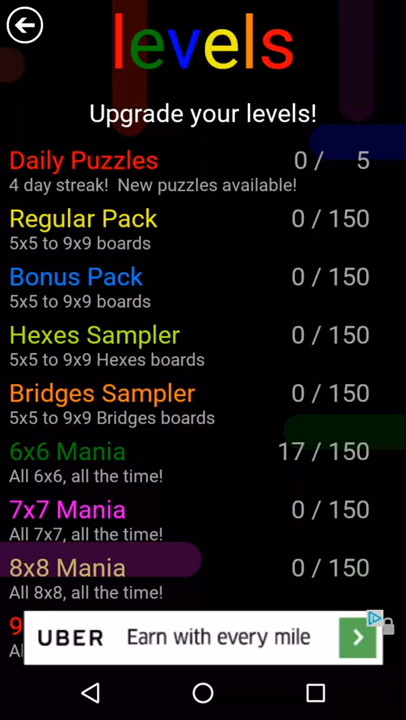 levels
Upgrade your levels!
Daily Puzzles 0 / 5
4 day streak! New puzzles available!
Regular Pack 0 / 150
5x5 to 9x9 boards
Bonus Pack 0 / 150
5x5 to 9x9 boards
Hexes Sampler 0 / 150
5x5 to 9x9 Hexes boards
Bridges Sampler 0 / 150
5x5 to 9x9 Bridges boards
6x6 Mania 17 / 150
All 6x6, all the time!
7x7 Mania 0 / 150
All 7x7, all the time!
8x8 Mania 0 / 150
All 8x8, all the time!
9
UBER Earn with every mile